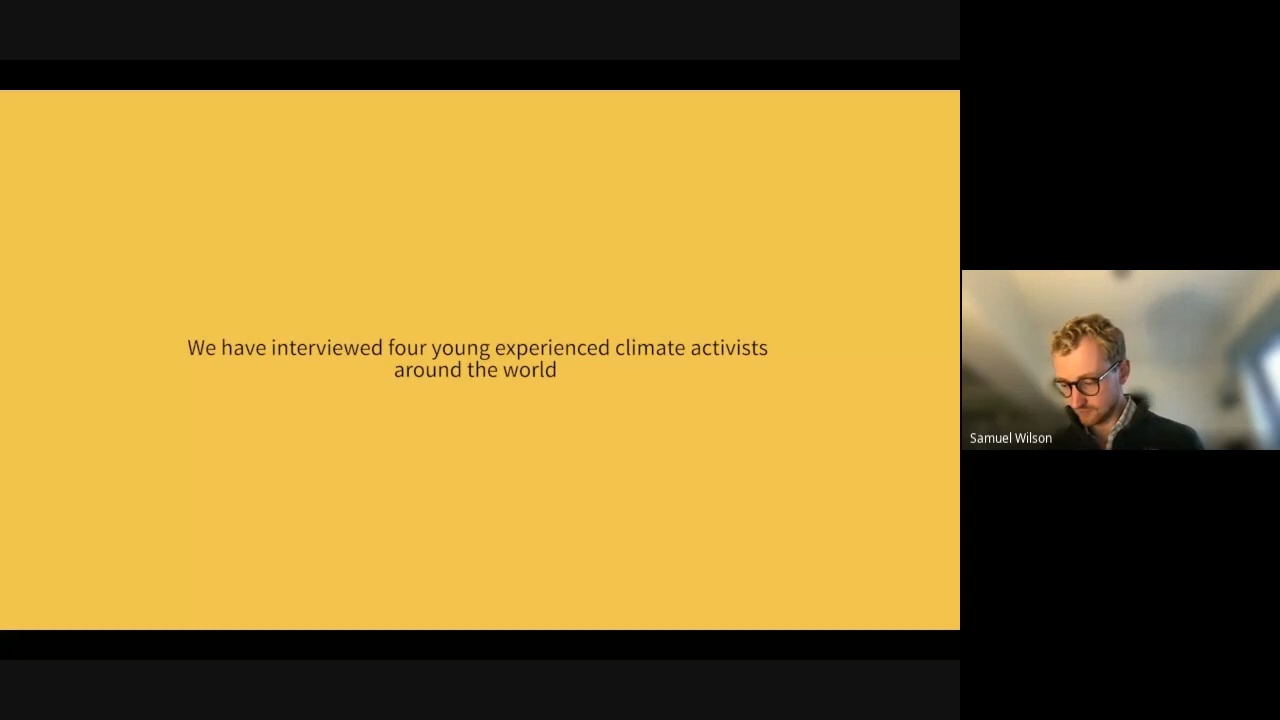 We have interviewed four young experienced climate activists
around the world
Samuel Wilson